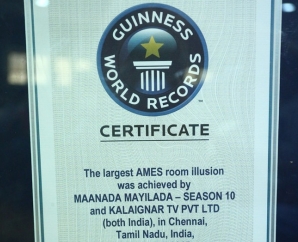 GUINNESS
WORLD RECORDS
™
CERTIFICATE
The largest AMES room illusion
was achieved by
MAANADA MAYILADA – SEASON 10
and KALAIGNAR TV PVT LTD
(both India), in Chennai,
Tamil Nadu, India,